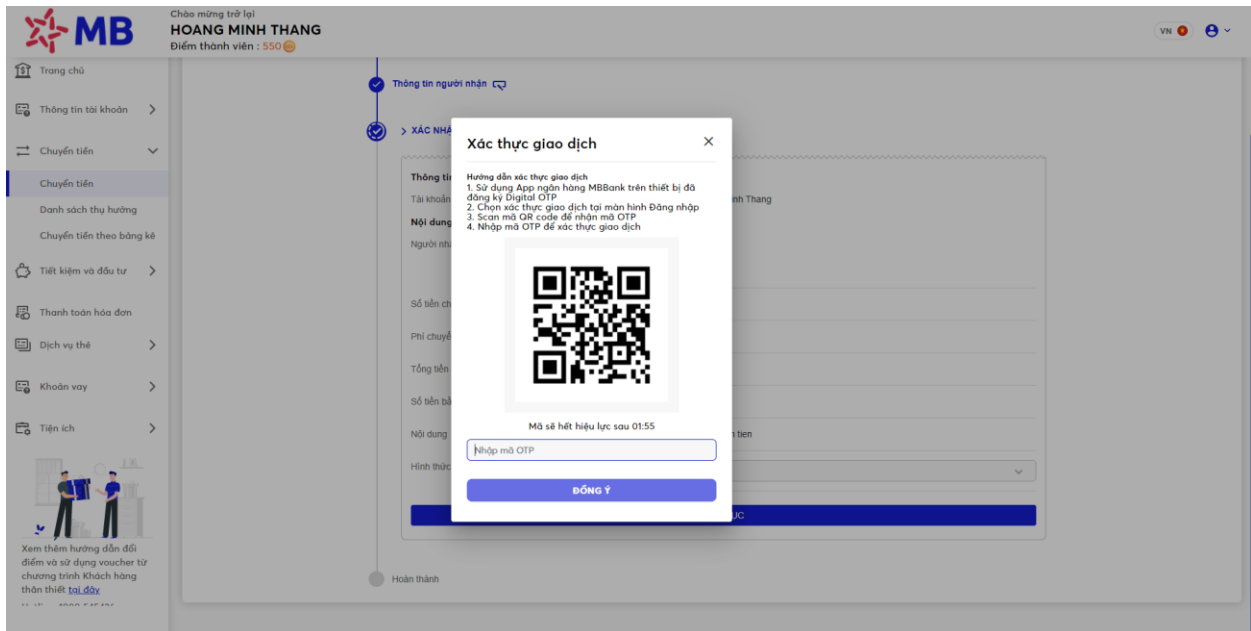 MB
Chào mừng trở lại
HOANG MINH THANG
Điểm thành viên : 550
VN
Trang chủ
Thông tin tài khoản
Chuyển tiền
Chuyển tiền
Danh sách thụ hưởng
Chuyển tiền theo bảng kê
Tiết kiệm và đầu tư
Thanh toán hóa đơn
Dịch vụ thẻ
Khoản vay
Tiện ích
Xem thêm hướng dẫn đổi
điểm và sử dụng voucher từ
chương trình Khách hàng
thân thiết tại đây
Thông tin người nhận
XÁC NHẬ
Thông ti
Tài khoản
inh Thang
Nội dung
Người nh
Số tiền ch
Phí chuyể
Tổng tiền
Số tiền bằ
Nội dung
n tien
Hình thức
ỤC
Hoàn thành
Xác thực giao dịch
Hướng dẫn xác thực giao dịch
1. Sử dụng App ngân hàng MBBank trên thiết bị đã
đăng ký Digital OTP
2. Chọn xác thực giao dịch tại màn hình Đăng nhập
3. Scan mã QR code để nhận mã OTP
4. Nhập mã OTP để xác thực giao dịch
Mã sẽ hết hiệu lực sau 01:55
Nhập mã OTP
ĐỒNG Ý